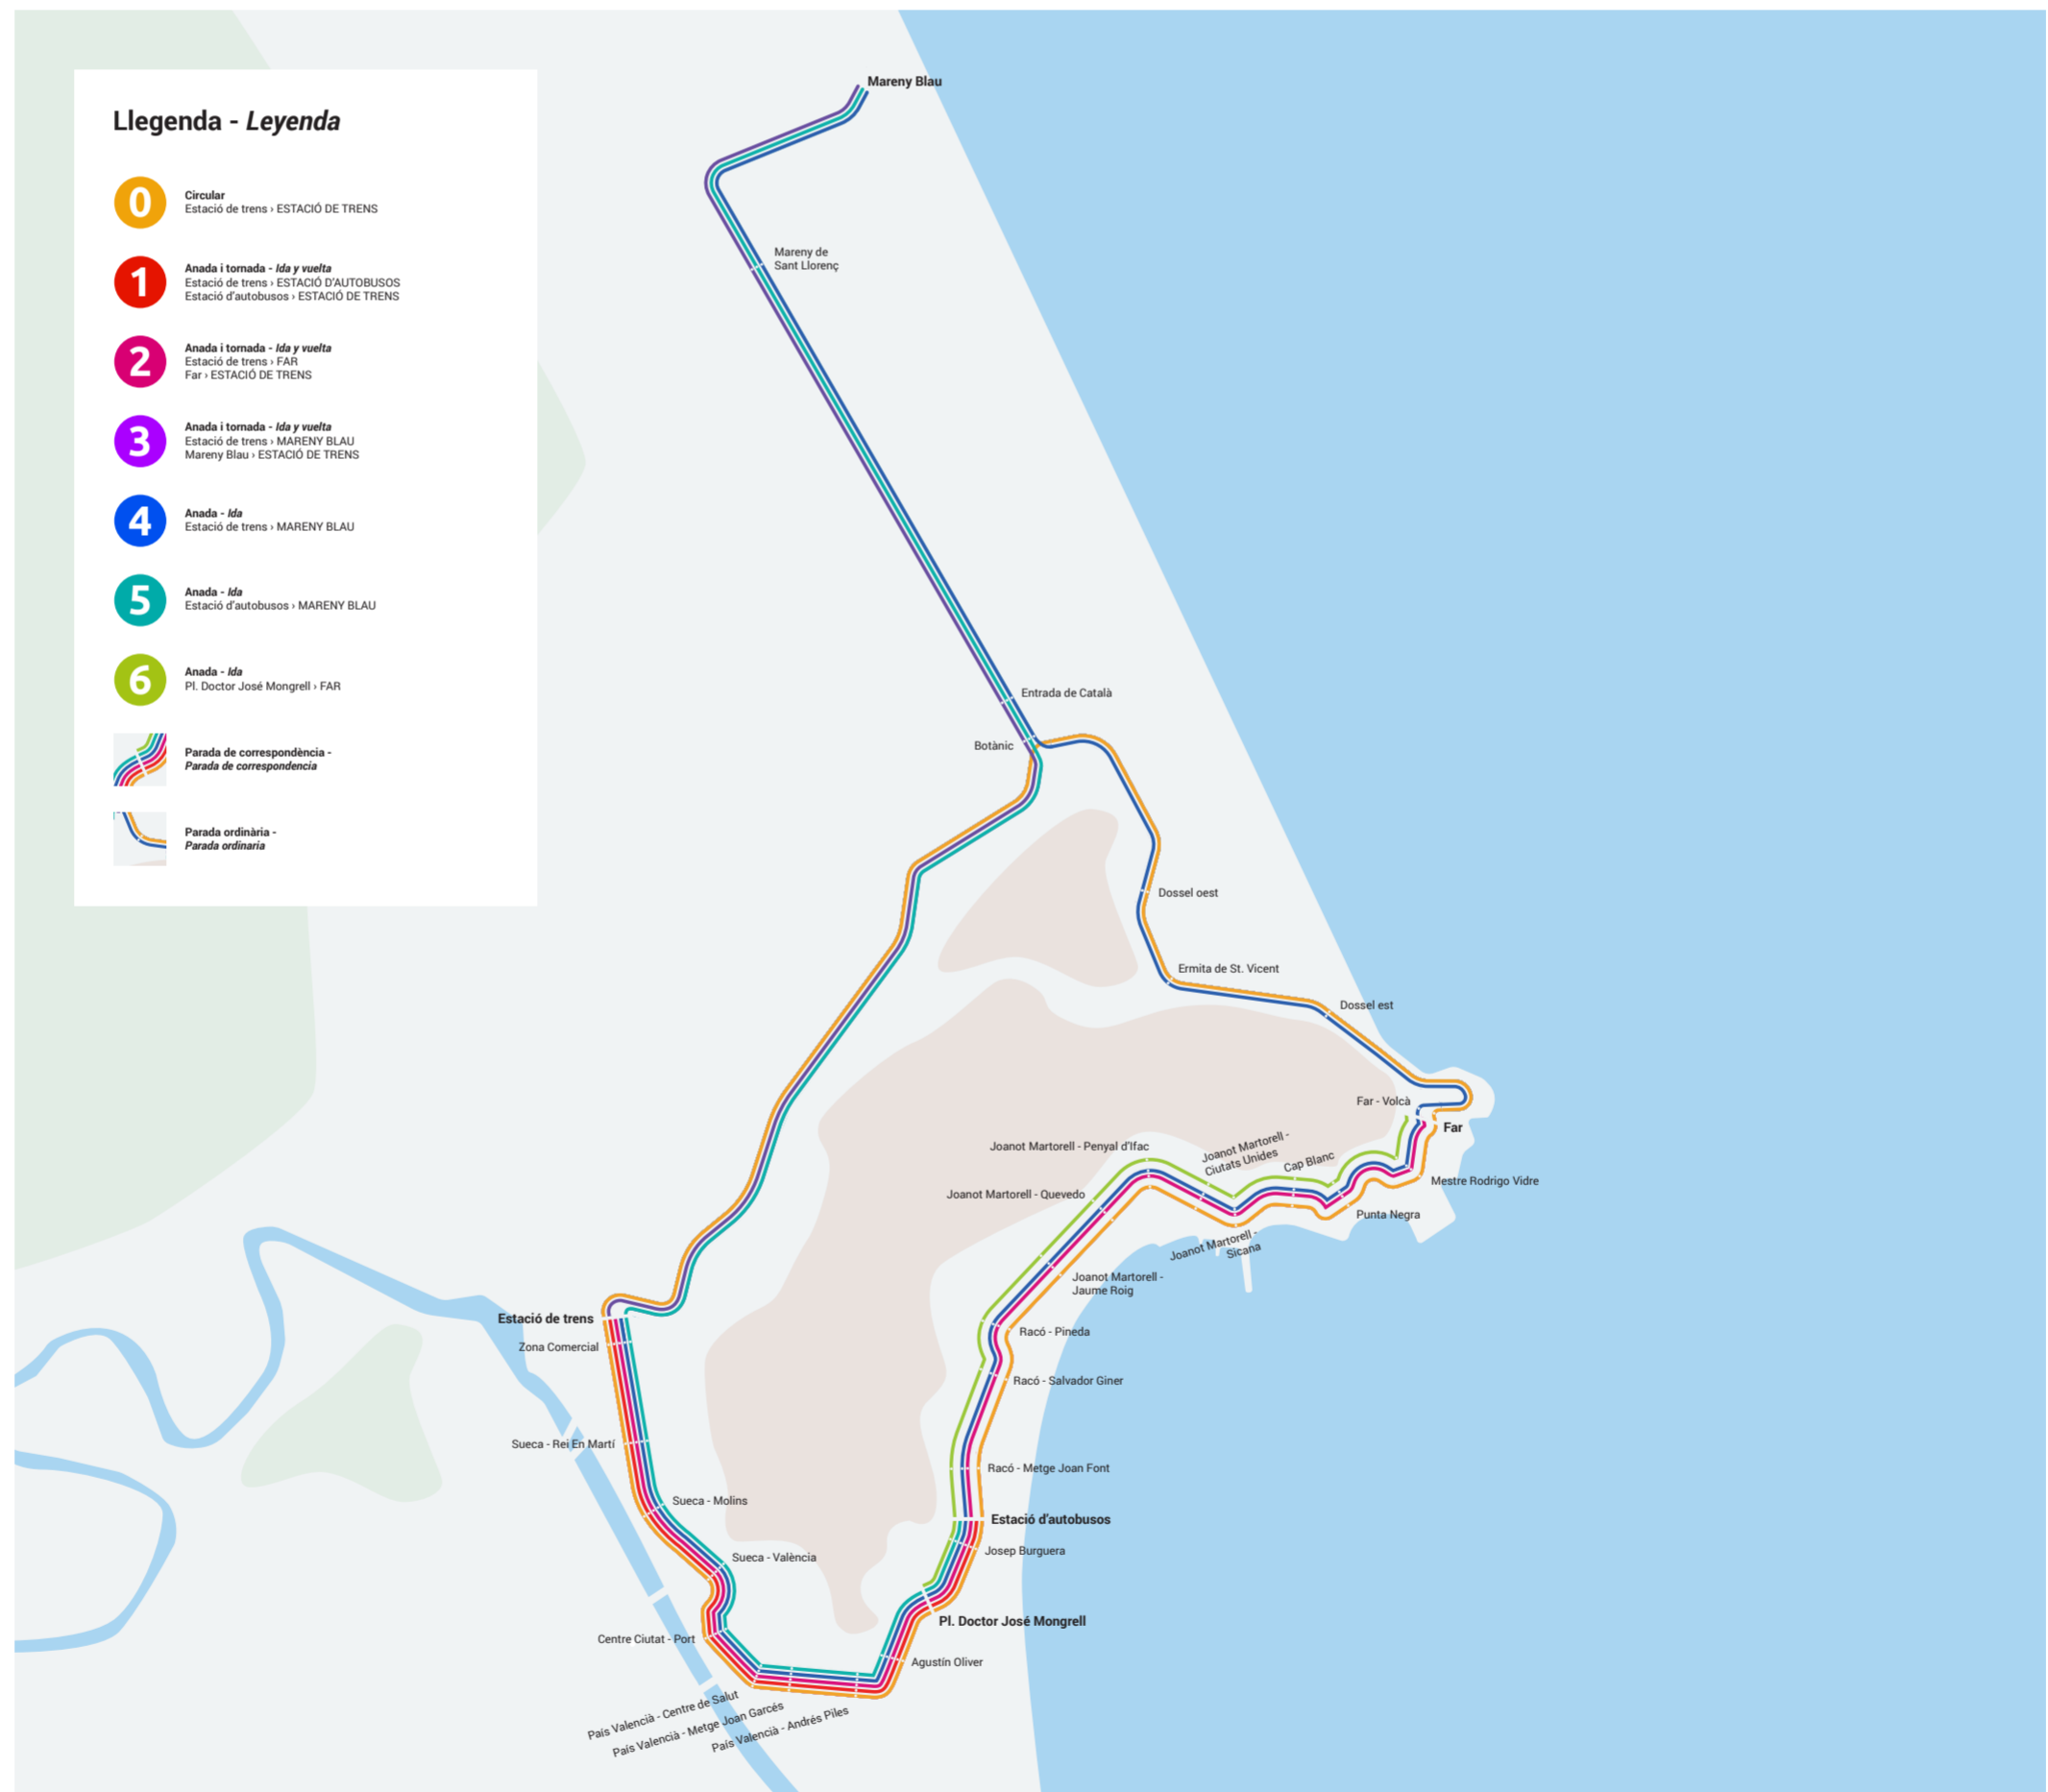 Llegenda - Leyenda
0
Circular
Estació de trens › ESTACIÓ DE TRENS
1
Anada i tornada - Ida y vuelta
Estació de trens › ESTACIÓ D'AUTOBUSOS
Estació d'autobusos › ESTACIÓ DE TRENS
2
Anada i tornada - Ida y vuelta
Estació de trens › FAR
Far › ESTACIÓ DE TRENS
3
Anada i tornada - Ida y vuelta
Estació de trens › MARENY BLAU
Mareny Blau › ESTACIÓ DE TRENS
4
Anada - Ida
Estació de trens › MARENY BLAU
5
Anada - Ida
Estació d'autobusos › MARENY BLAU
6
Anada - Ida
Pl. Doctor José Mongrell › FAR
Parada de correspondència -
Parada de correspondencia
Parada ordinària -
Parada ordinaria
Mareny Blau
Mareny de
Sant Llorenç
Entrada de Català
Botànic
Dossel oest
Ermita de St. Vicent
Dossel est
Far - Volcà
Far
Mestre Rodrigo Vidre
Punta Negra
Cap Blanc
Joanot Martorell -
Ciutats Unides
Joanot Martorell -
Sicana
Joanot Martorell - Penyal d'Ifac
Joanot Martorell - Quevedo
Joanot Martorell -
Jaume Roig
Racó - Pineda
Racó - Salvador Giner
Racó - Metge Joan Font
Estació d'autobusos
Josep Burguera
Pl. Doctor José Mongrell
Agustín Oliver
Estació de trens
Zona Comercial
Sueca - Rei En Martí
Sueca - Molins
Sueca - València
Centre Ciutat - Port
País Valencià - Centre de Salut
País Valencià - Metge Joan Garcés
País Valencià - Andrés Piles